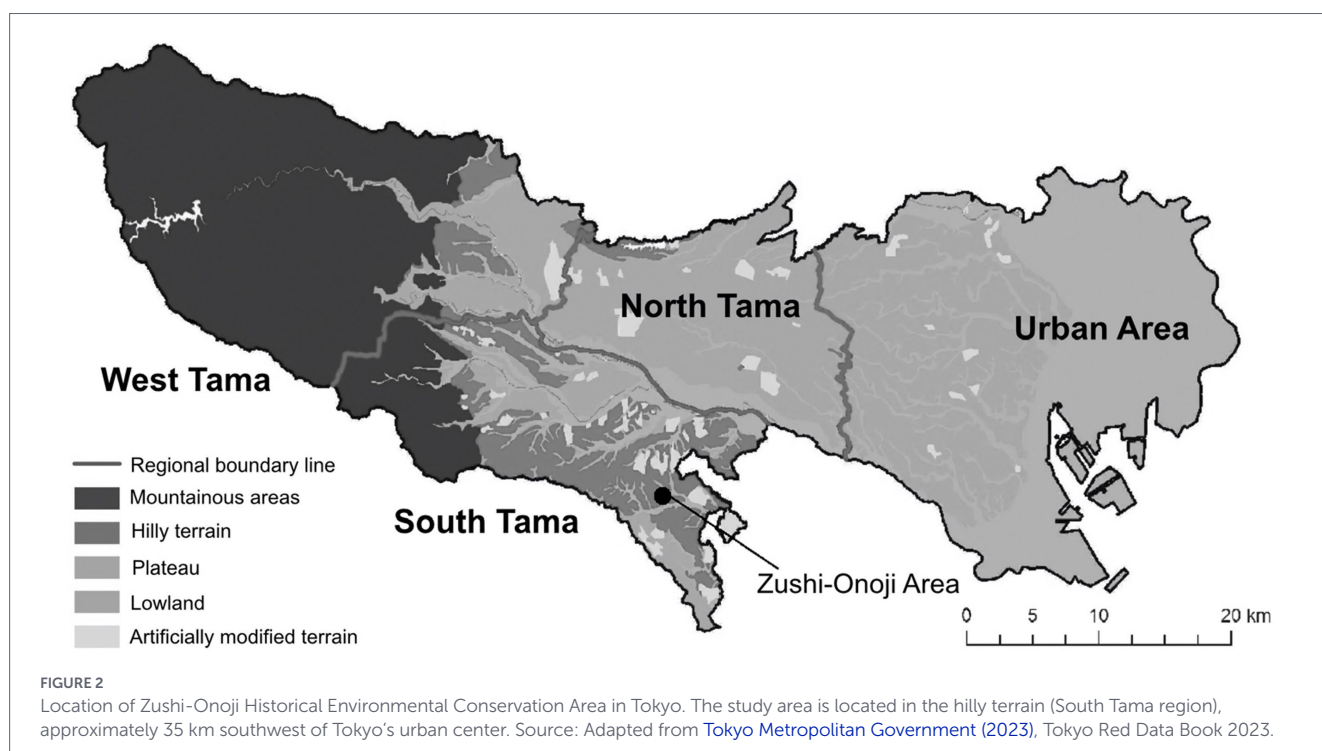 North Tama
Urban Area
West Tama
Regional boundary line
Mountainous areas
South Tama
Hilly terrain
Plateau
Zushi-Onoji Area
Lowland
0 5 10 20 km
Artificially modified terrain
FIGURE 2
Location of Zushi-Onoji Historical Environmental Conservation Area in Tokyo. The study area is located in the hilly terrain (South Tama region),
approximately 35 km southwest of Tokyo's urban center. Source: Adapted from Tokyo Metropolitan Government (2023), Tokyo Red Data Book 2023.